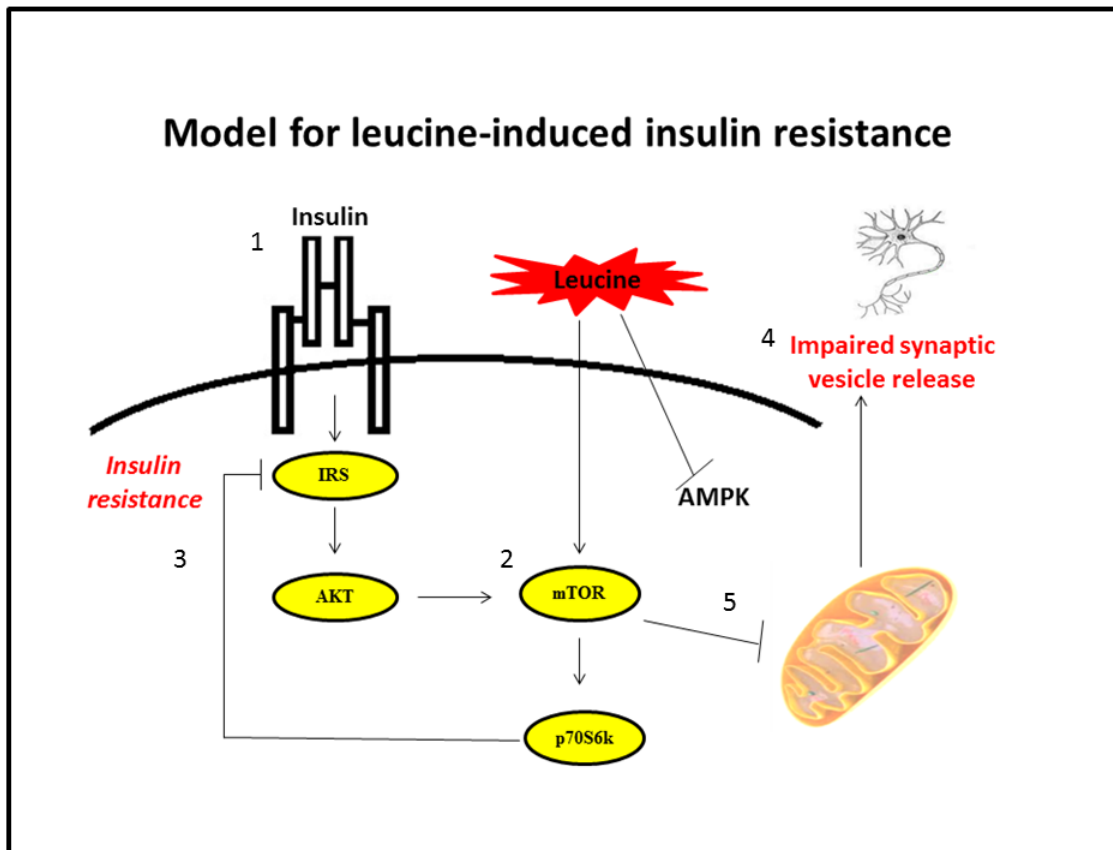 Model for leucine-induced insulin resistance
Insulin
1
Leucine
4
Impaired synaptic
vesicle release
Insulin
resistance
IRS
AMPK
3
2
AKT
mTOR
5
p70S6k